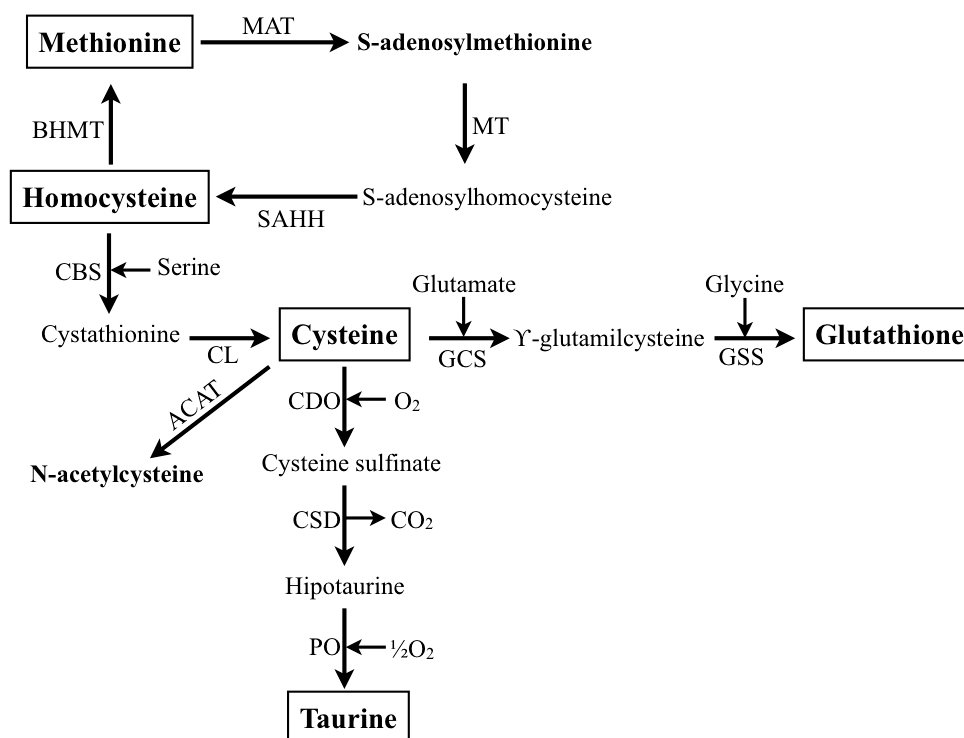 MAT
Methionine
S-adenosylmethionine
BHMT
MT
Homocysteine
S-adenosylhomocysteine
SAHH
CBS
Serine
Glutamate
Glycine
Cystathionine
CL
Cysteine
GCS
ϒ-glutamilcysteine
GSS
Glutathione
ACAT
CDO
O₂
N-acetylcysteine
Cysteine sulfinate
CSD
CO₂
Hipotaurine
PO
½O₂
Taurine